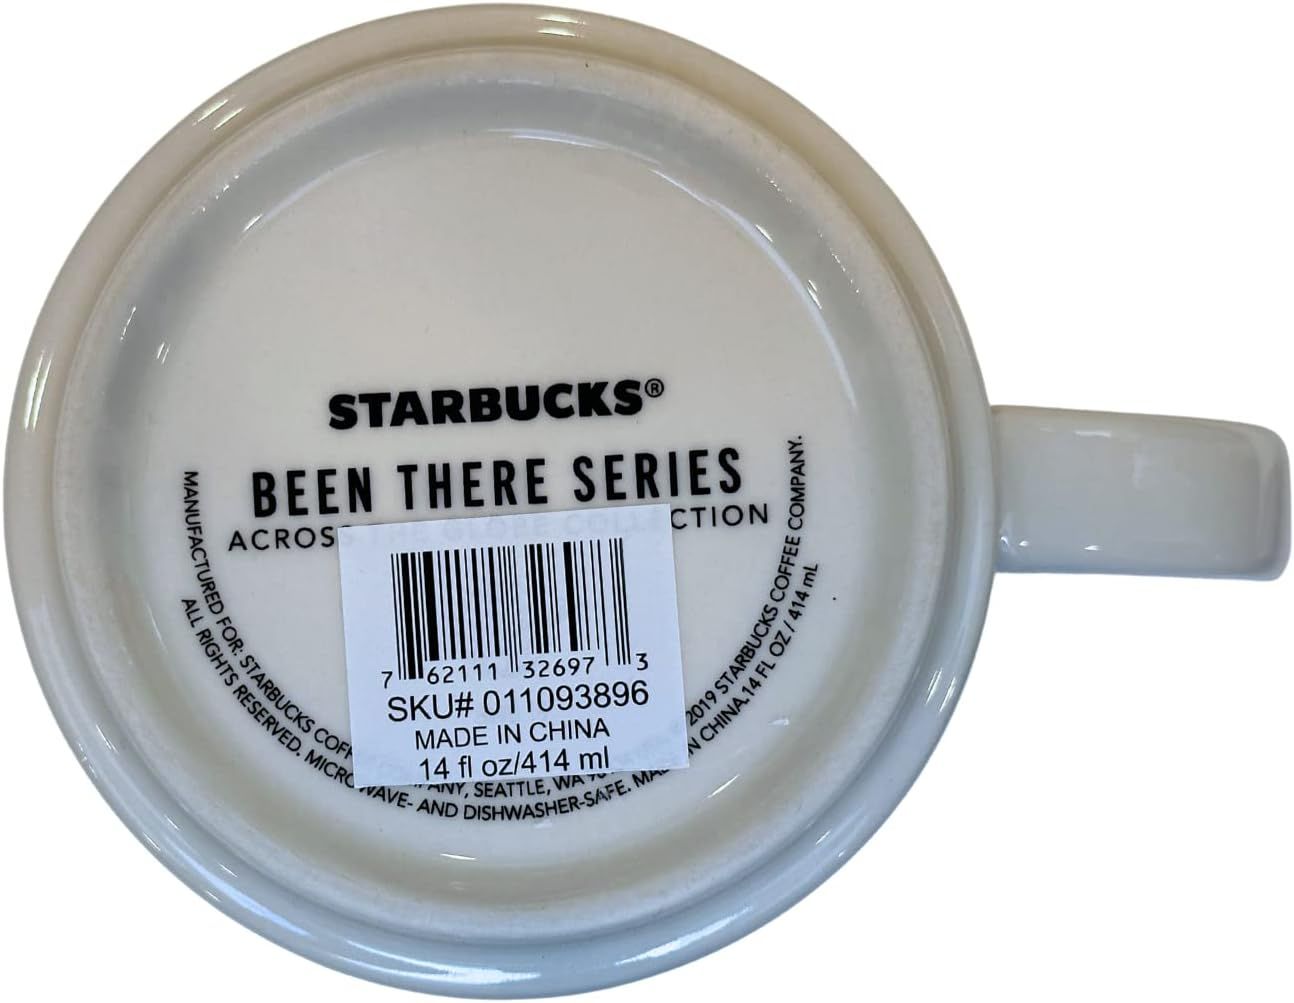 STARBUCKS®
BEEN THERE SERIES
ACROSS THE GLOBE COLLECTION
7 62111 32697 3
SKU# 011093896
MADE IN CHINA
14 fl oz/414 ml
MANUFACTURED FOR: STARBUCKS COFFEE COMPANY, SEATTLE, WA 2019 STARBUCKS COFFEE COMPANY.
ALL RIGHTS RESERVED. MICROWAVE- AND DISHWASHER-SAFE. MADE IN CHINA.14 FL OZ / 414 mL